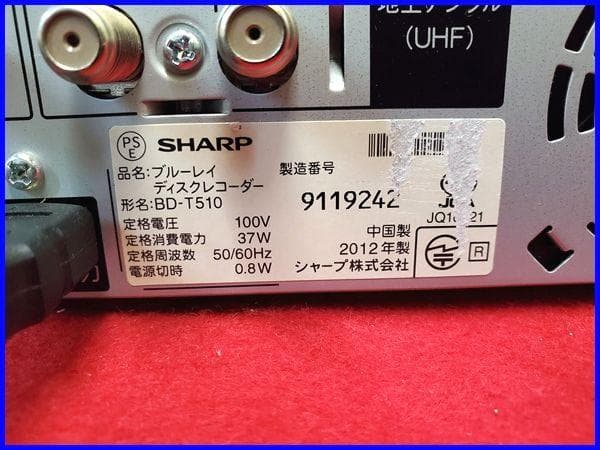 (UHF)
PS
E
SHARP
品名:ブルーレイ
ディスクレコーダー
形名:BD-T510
定格電圧 100V
定格消費電力 37W
定格周波数 50/60Hz
電源切時 0.8W
製造番号
9119242
中国製
2012年製
シャープ株式会社
R